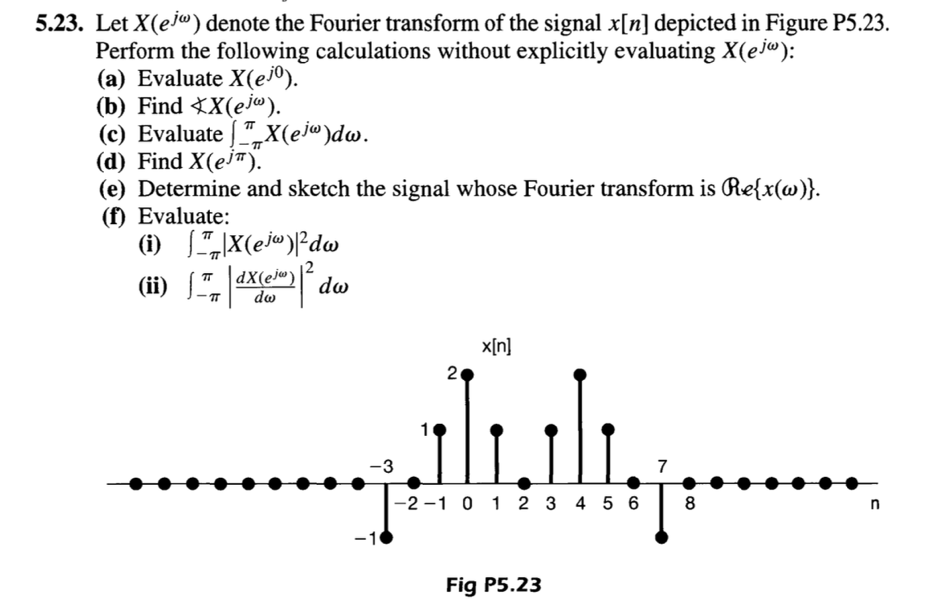 5.23. Let X(e^{jω}) denote the Fourier transform of the signal x[n] depicted in Figure P5.23.
Perform the following calculations without explicitly evaluating X(e^{jω}):
(a) Evaluate X(e^{j0}).
(b) Find ∢X(e^{jω}).
(c) Evaluate ∫_{-π}^{π} X(e^{jω})dω.
(d) Find X(e^{jπ}).
(e) Determine and sketch the signal whose Fourier transform is ℛe{x(ω)}.
(f) Evaluate:
(i) ∫_{-π}^{π} |X(e^{jω})|²dω
(ii) ∫_{-π}^{π} |dX(e^{jω})/dω|² dω
x[n]
2
1
−3 7
−2 −1 0 1 2 3 4 5 6 8 n
−1
Fig P5.23